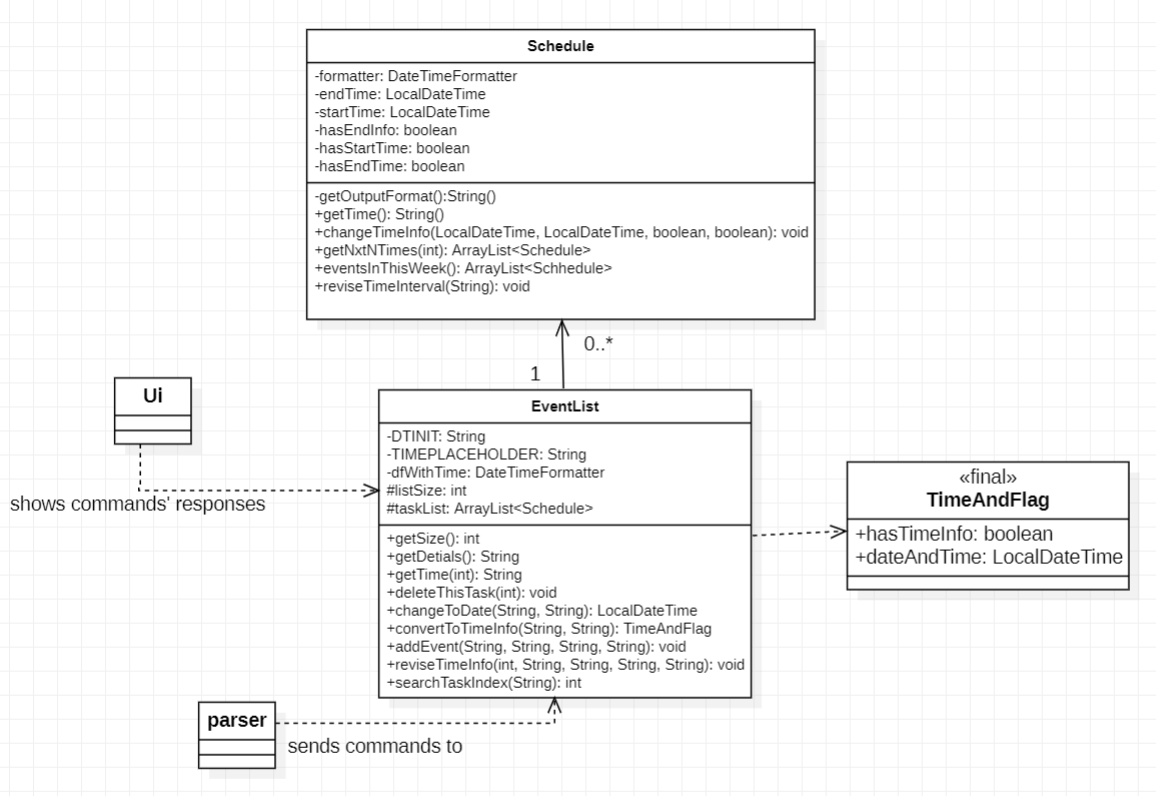 Schedule
-formatter: DateTimeFormatter
-endTime: LocalDateTime
-startTime: LocalDateTime
-hasEndInfo: boolean
-hasStartTime: boolean
-hasEndTime: boolean
-getOutputFormat():String()
+getTime(): String()
+changeTimeInfo(LocalDateTime, LocalDateTime, boolean, boolean): void
+getNxtNTimes(int): ArrayList<Schedule>
+eventsInThisWeek(): ArrayList<Schhedule>
+reviseTimeInterval(String): void
0..*
1
Ui
shows commands' responses
EventList
-DTINIT: String
-TIMEPLACEHOLDER: String
-dfWithTime: DateTimeFormatter
#listSize: int
#taskList: ArrayList<Schedule>
+getSize(): int
+getDetials(): String
+getTime(int): String
+deleteThisTask(int): void
+changeToDate(String, String): LocalDateTime
+convertToTimeInfo(String, String): TimeAndFlag
+addEvent(String, String, String, String): void
+reviseTimeInfo(int, String, String, String, String): void
+searchTaskIndex(String): int
«final»
TimeAndFlag
+hasTimeInfo: boolean
+dateAndTime: LocalDateTime
parser
sends commands to